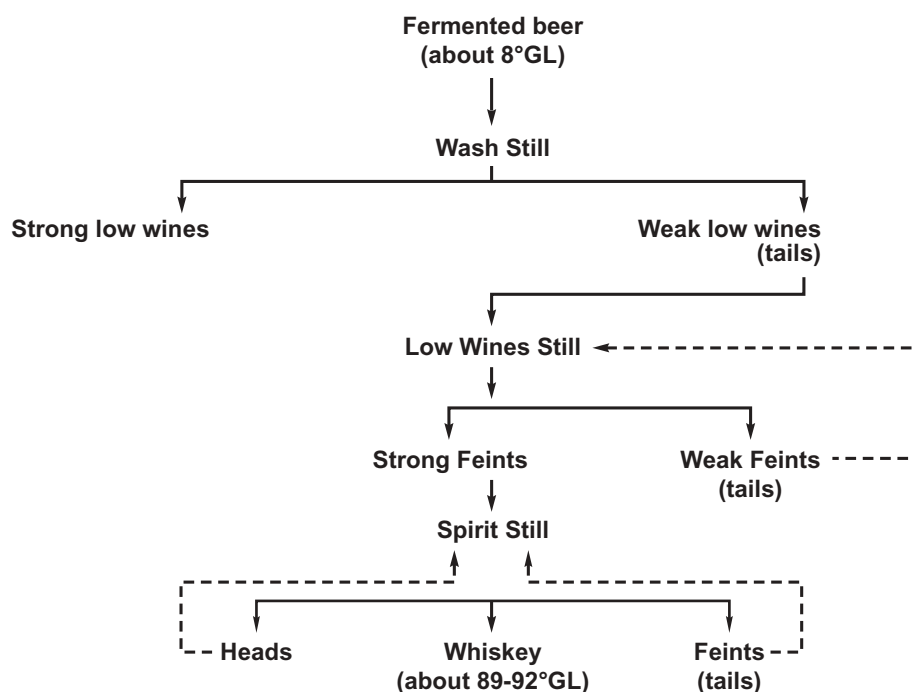 Fermented beer
(about 8°GL)
Wash Still
Strong low wines
Weak low wines
(tails)
Low Wines Still
Strong Feints
Weak Feints
(tails)
Spirit Still
Heads
Whiskey
(about 89-92°GL)
Feints
(tails)